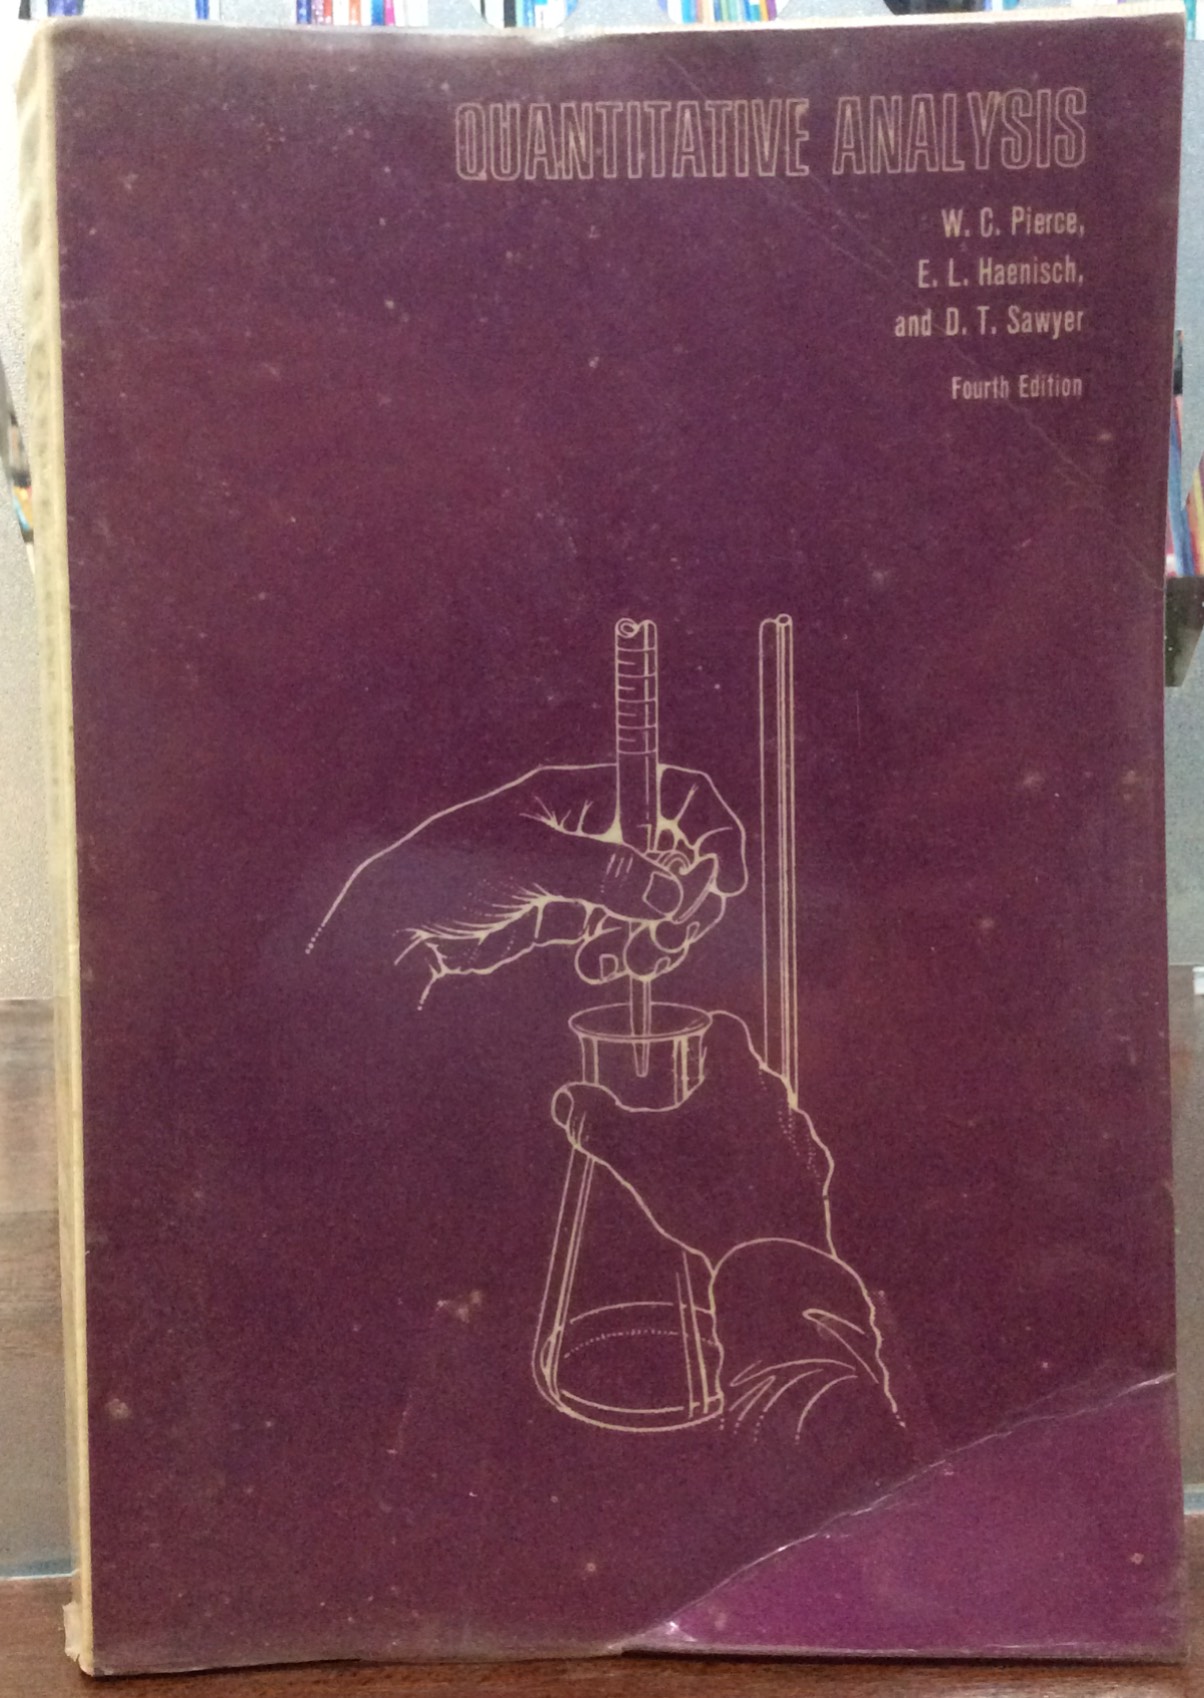 QUANTITATIVE ANALYSIS
W. C. Pierce,
E. L. Haenisch,
and D. T. Sawyer
Fourth Edition